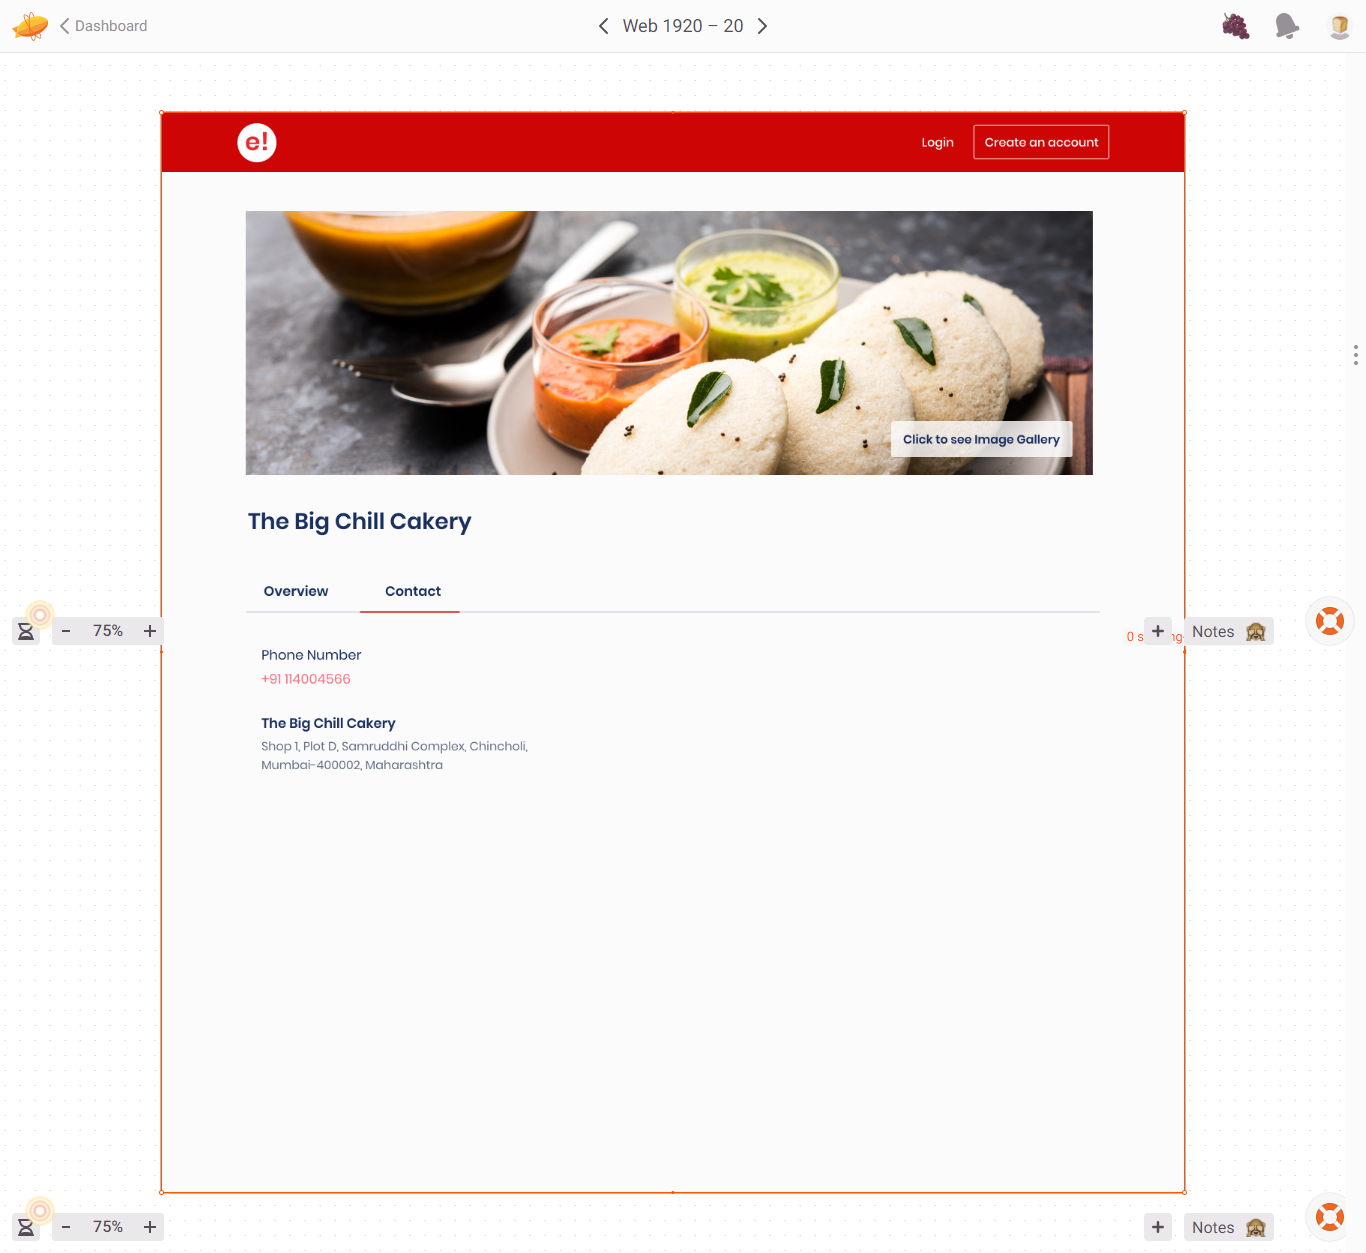 Dashboard
Web 1920 – 20
e!
Login
Create an account
Click to see Image Gallery
The Big Chill Cakery
Overview
Contact
75%
0 s
ng
Notes
Phone Number
+91 114004566
The Big Chill Cakery
Shop 1, Plot D, Samruddhi Complex, Chincholi,
Mumbai-400002, Maharashtra
75%
Notes